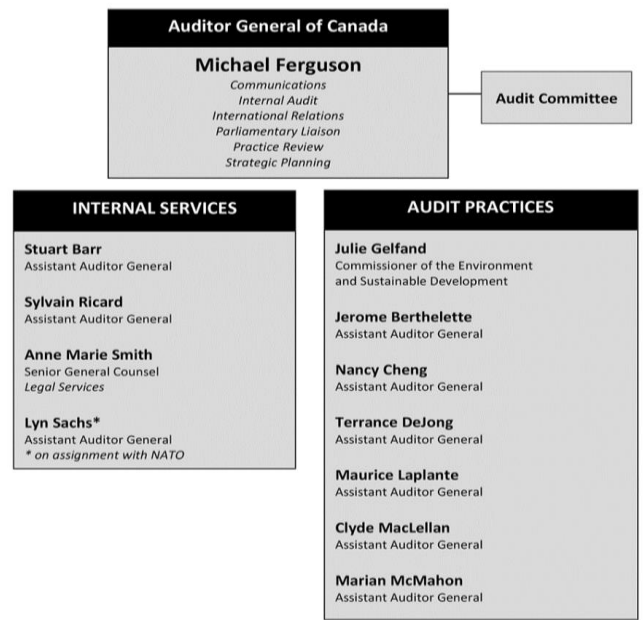 Auditor General of Canada
Michael Ferguson
Communications
Internal Audit
International Relations
Parliamentary Liaison
Practice Review
Strategic Planning
Audit Committee
INTERNAL SERVICES
Stuart Barr
Assistant Auditor General
Sylvain Ricard
Assistant Auditor General
Anne Marie Smith
Senior General Counsel
Legal Services
Lyn Sachs*
Assistant Auditor General
* on assignment with NATO
AUDIT PRACTICES
Julie Gelfand
Commissioner of the Environment
and Sustainable Development
Jerome Berthelette
Assistant Auditor General
Nancy Cheng
Assistant Auditor General
Terrance DeJong
Assistant Auditor General
Maurice Laplante
Assistant Auditor General
Clyde MacLellan
Assistant Auditor General
Marian McMahon
Assistant Auditor General